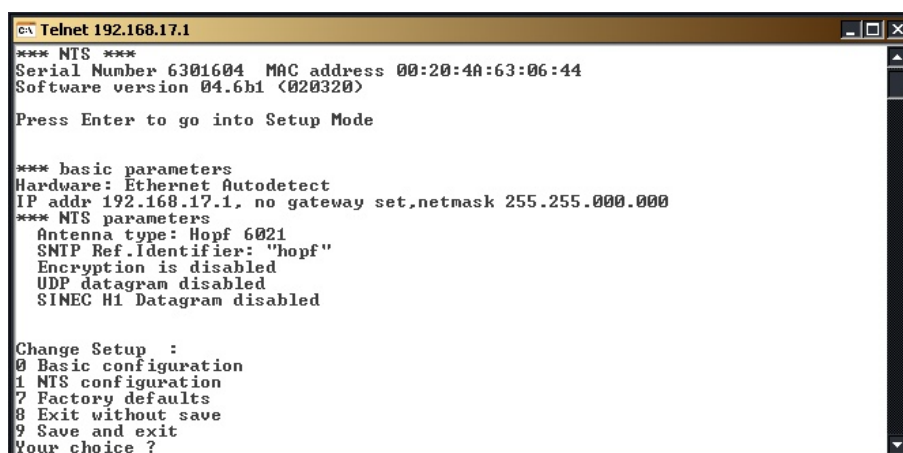 Telnet 192.168.17.1
*** NTS ***
Serial Number 6301604  MAC address 00:20:4A:63:06:44
Software version 04.6b1 (020320)
Press Enter to go into Setup Mode
*** basic parameters
Hardware: Ethernet Autodetect
IP addr 192.168.17.1, no gateway set,netmask 255.255.000.000
*** NTS parameters
Antenna type: Hopf 6021
SNTP Ref.Identifier: "hopf"
Encryption is disabled
UDP datagram disabled
SINEC H1 Datagram disabled
Change Setup  :
0 Basic configuration
1 NTS configuration
7 Factory defaults
8 Exit without save
9 Save and exit
Your choice ?